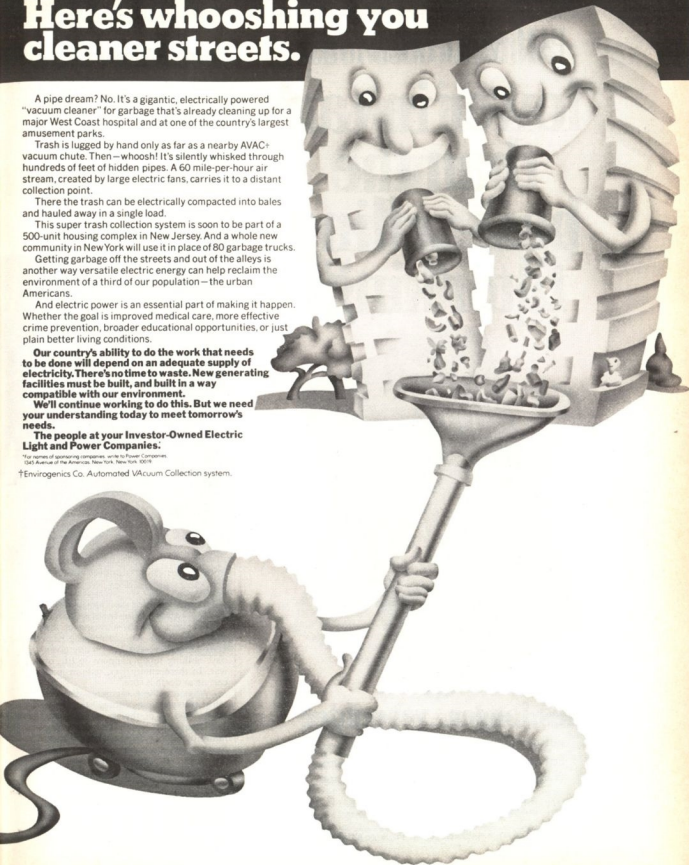 Here's whooshing you
cleaner streets.
A pipe dream? No. It's a gigantic, electrically powered
"vacuum cleaner" for garbage that's already cleaning up for a
major West Coast hospital and at one of the country's largest
amusement parks.
Trash is lugged by hand only as far as a nearby AVAC†
vacuum chute. Then—whoosh! It's silently whisked through
hundreds of feet of hidden pipes. A 60 mile-per-hour air
stream, created by large electric fans, carries it to a distant
collection point.
There the trash can be electrically compacted into bales
and hauled away in a single load.
This super trash collection system is soon to be part of a
500-unit housing complex in New Jersey. And a whole new
community in New York will use it in place of 80 garbage trucks.
Getting garbage off the streets and out of the alleys is
another way versatile electric energy can help reclaim the
environment of a third of our population—the urban
Americans.
And electric power is an essential part of making it happen.
Whether the goal is improved medical care, more effective
crime prevention, broader educational opportunities, or just
plain better living conditions.
Our country's ability to do the work that needs
to be done will depend on an adequate supply of
electricity. There's no time to waste. New generating
facilities must be built, and built in a way
compatible with our environment.
We'll continue working to do this. But we need
your understanding today to meet tomorrow's
needs.
The people at your Investor-Owned Electric
Light and Power Companies.*
*For names of sponsoring companies, write to Power Companies,
1345 Avenue of the Americas, New York, New York 10019
†Envirogenics Co. Automated VAcuum Collection system.